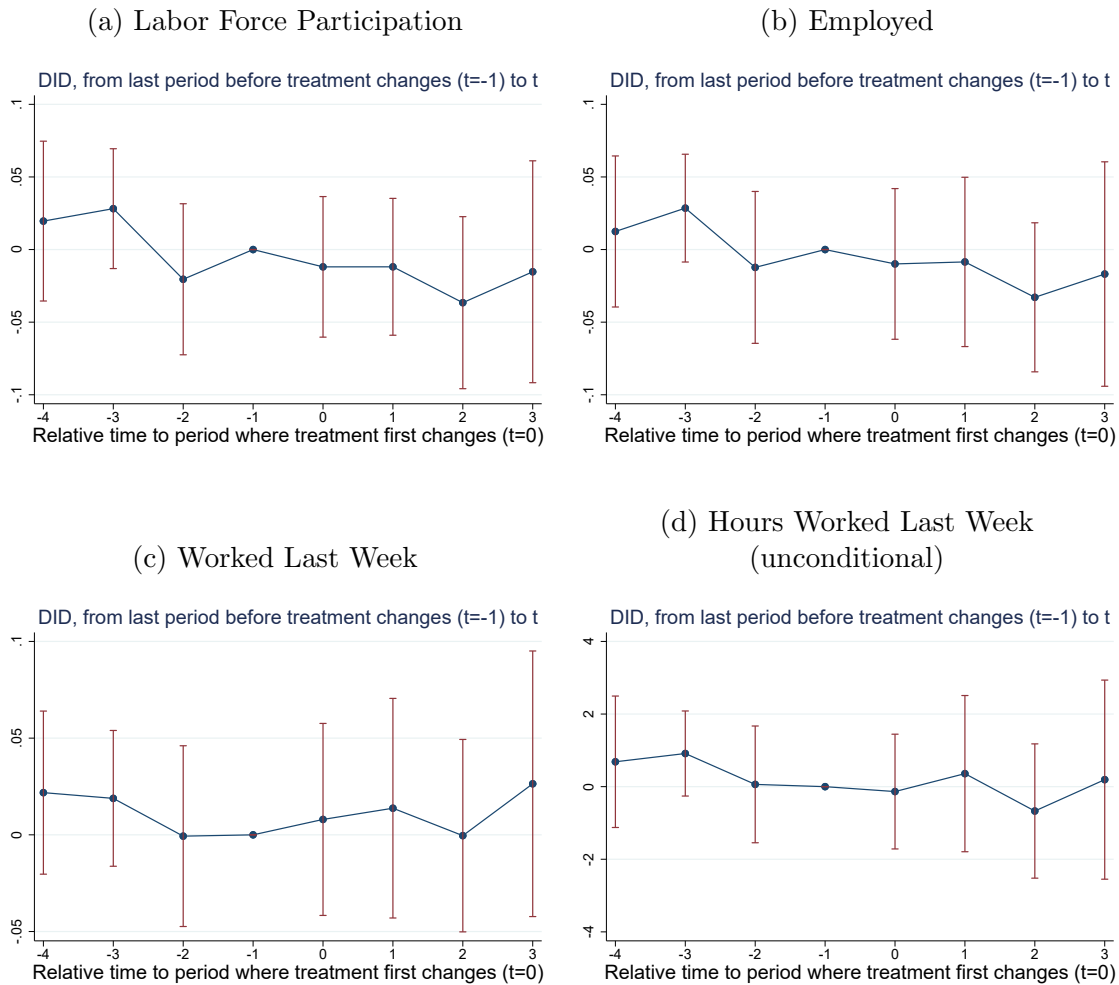 (a) Labor Force Participation
DID, from last period before treatment changes (t=-1) to t
.1
.05
0
-.05
-.1
-4 -3 -2 -1 0 1 2 3
Relative time to period where treatment first changes (t=0)
(b) Employed
DID, from last period before treatment changes (t=-1) to t
.1
.05
0
-.05
-.1
-4 -3 -2 -1 0 1 2 3
Relative time to period where treatment first changes (t=0)
(c) Worked Last Week
DID, from last period before treatment changes (t=-1) to t
.1
.05
0
-.05
-4 -3 -2 -1 0 1 2 3
Relative time to period where treatment first changes (t=0)
(d) Hours Worked Last Week
(unconditional)
DID, from last period before treatment changes (t=-1) to t
4
2
0
-2
-4
-4 -3 -2 -1 0 1 2 3
Relative time to period where treatment first changes (t=0)